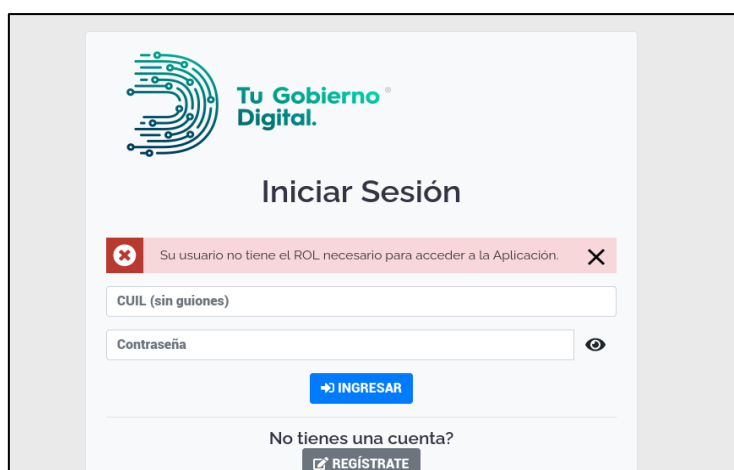 Tu Gobierno®
Digital.
Iniciar Sesión
Su usuario no tiene el ROL necesario para acceder a la Aplicación.
CUIL (sin guiones)
Contraseña
INGRESAR
No tienes una cuenta?
REGÍSTRATE